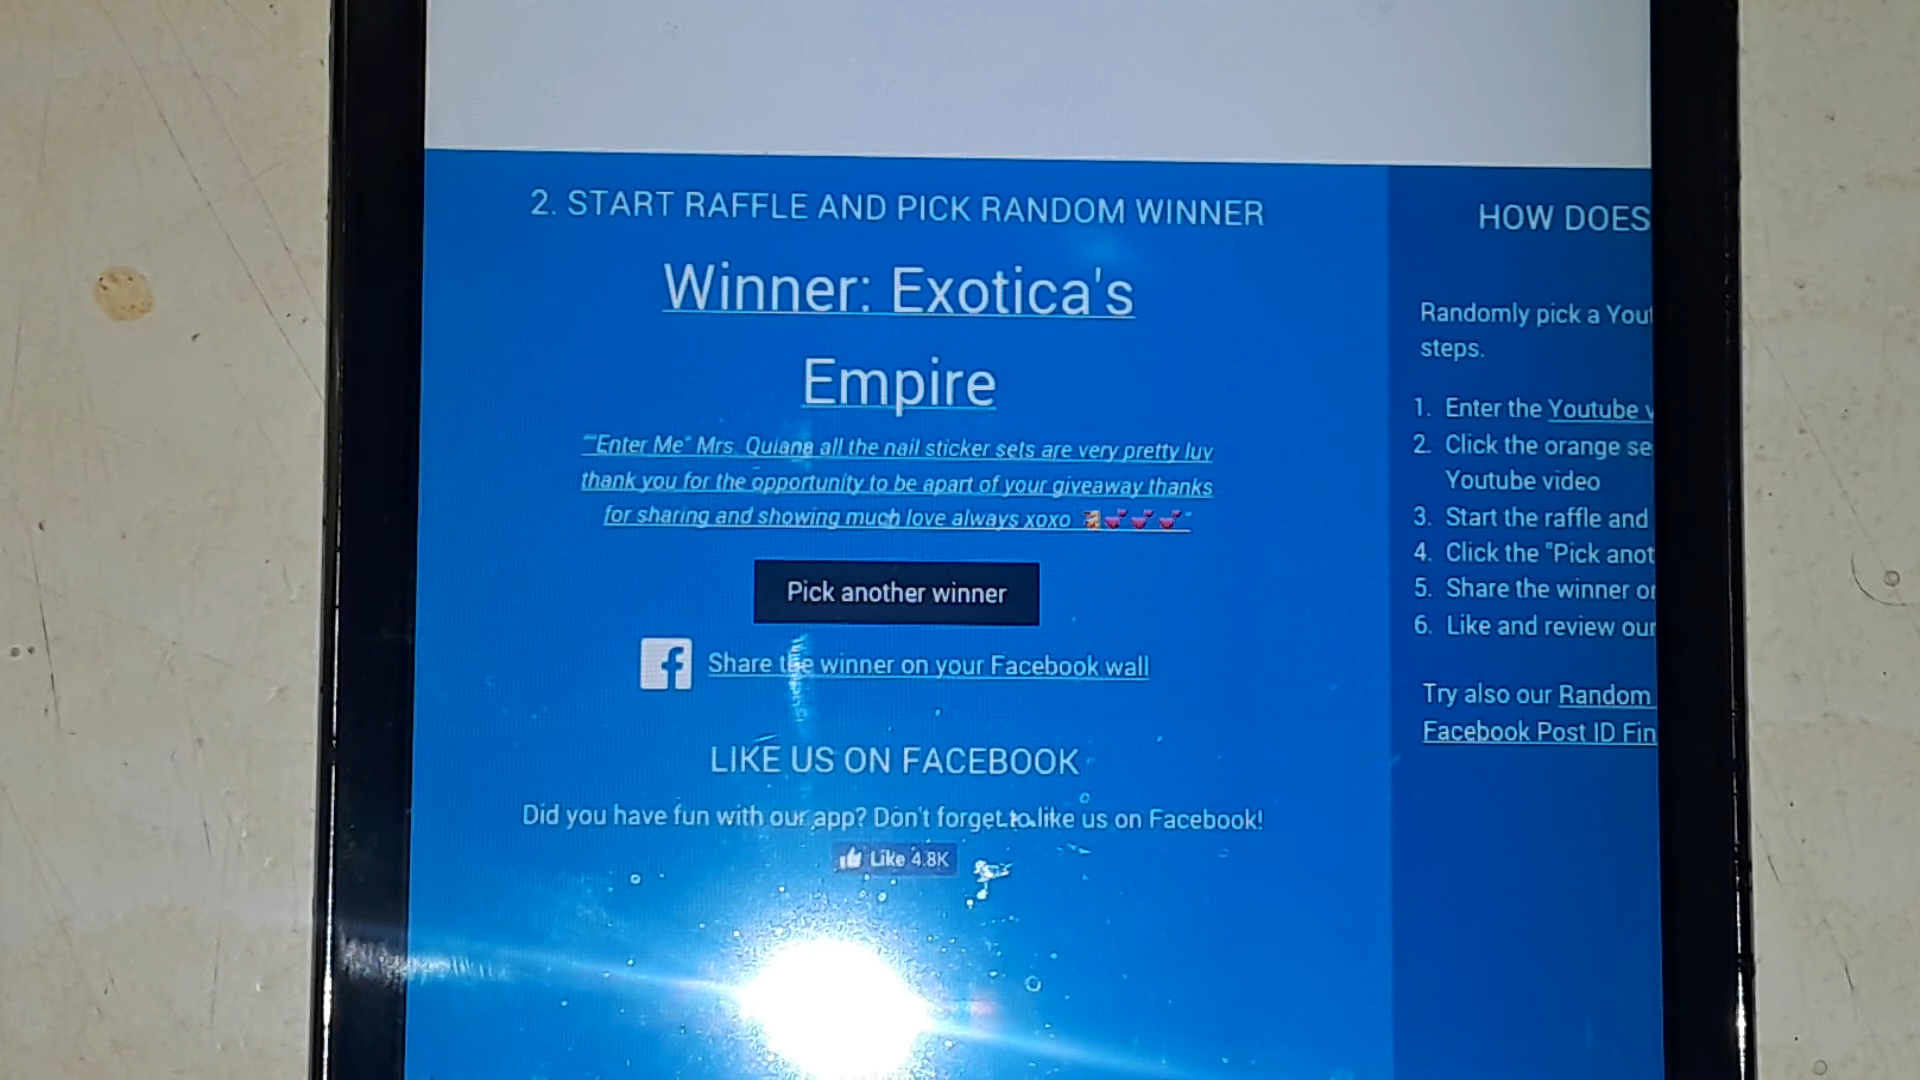 2. START RAFFLE AND PICK RANDOM WINNER
Winner: Exotica's
Empire
""Enter Me" Mrs. Quiana all the nail sticker sets are very pretty luv
thank you for the opportunity to be apart of your giveaway thanks
for sharing and showing much love always xoxo 💕💕💕"
Pick another winner
Share the winner on your Facebook wall
LIKE US ON FACEBOOK
Did you have fun with our app? Don't forget to like us on Facebook!
Like 4.8K
HOW DOES
Randomly pick a
steps.
1. Enter the Youtube
2. Click the orange
Youtube video
3. Start the raffle and
4. Click the "Pick
5. Share the winner
6. Like and review
Try also our Random
Facebook Post ID